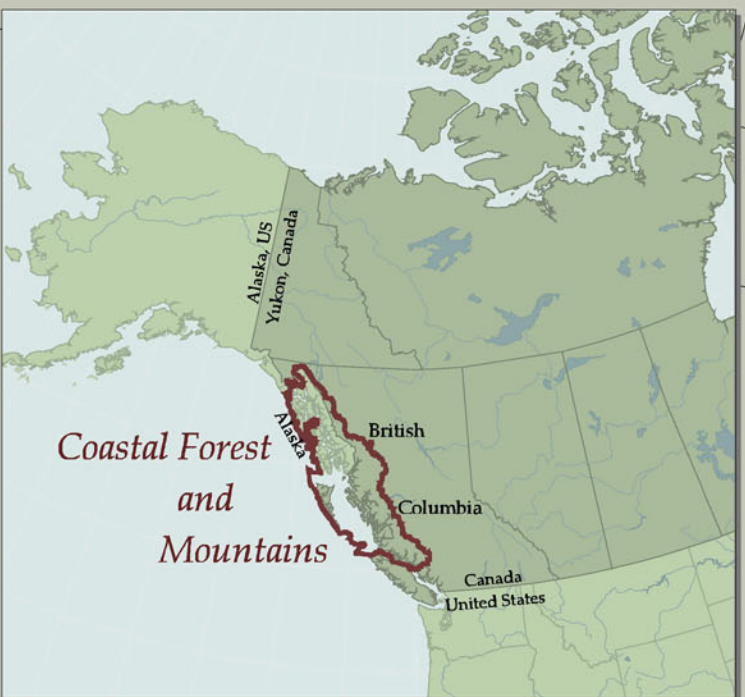 Alaska, US
Yukon, Canada
Alaska
British
Columbia
Coastal Forest
and
Mountains
Canada
United States